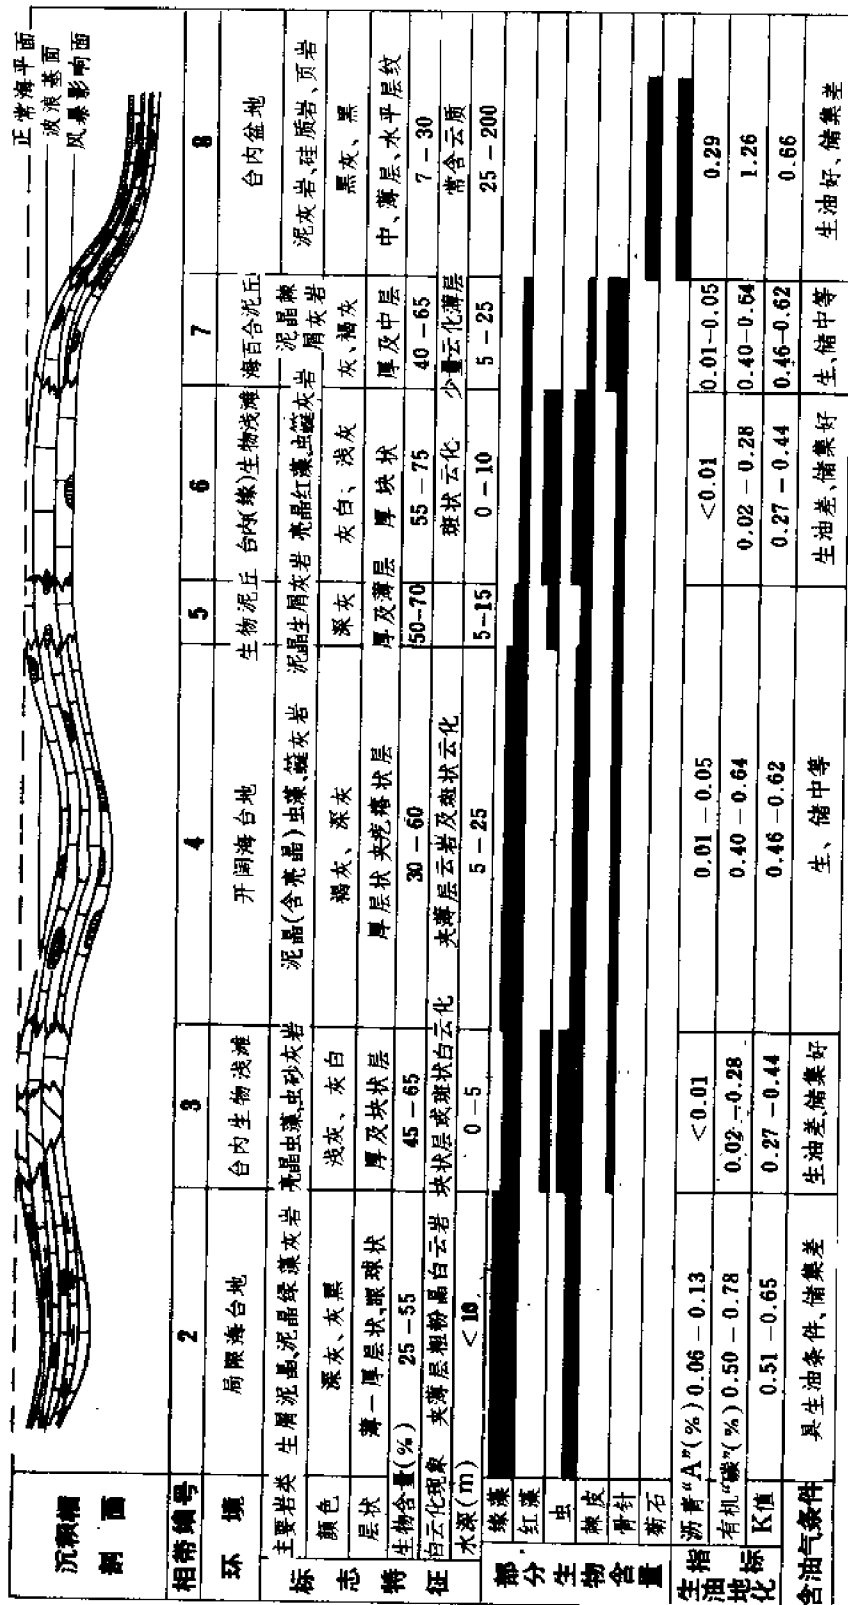 沉积相剖面 正常海平面 波浪基面 风暴影响面
相带编号 2 3 4 5 6 7 8
环境 局限海台地 台内生物浅滩 开阔海台地 生物泥丘 台内(缘)生物浅滩 海百合泥丘 台内盆地
标志特征
主要岩类 生屑泥晶、泥晶绿藻灰岩 亮晶虫藻、虫砂灰岩 泥晶(含亮晶)虫藻、䗴灰岩 泥晶生屑灰岩 亮晶红藻、虫䗴灰岩 泥晶棘屑灰岩 泥灰岩、硅质岩、页岩
颜色 深灰、灰黑 浅灰、灰白 褐灰、深灰 深灰 灰白、浅灰 灰、褐灰 黑灰、黑
层状 薄-厚层状、眼球状 厚及块状层 厚层状夹疙瘩状层 厚及薄层 厚块状 厚及中层 中、薄层、水平层纹
生物含量(%) 25-55 45-65 30-60 50-70 55-75 40-65 7-30
白云化现象 夹薄层粗粉晶白云岩 块状层或斑状白云化 夹薄层云岩及斑状云化 斑状云化 少量云化薄层 常含云质
水深(m) <10 0-5 5-25 5-15 0-10 5-25 25-200
部分生物含量
绿藻
红藻
虫
棘皮
骨针
菊石
生油地化指标
沥青"A"(%) 0.06-0.13 <0.01 0.01-0.05 <0.01 0.01-0.05 0.29
有机"碳"(%) 0.50-0.78 0.02-0.28 0.40-0.64 0.02-0.28 0.40-0.64 1.26
K值 0.51-0.65 0.27-0.44 0.46-0.62 0.27-0.44 0.46-0.62 0.66
含油气条件 具生油条件、储集差 生油差、储集好 生、储中等 生油差、储集好 生、储中等 生油好、储集差